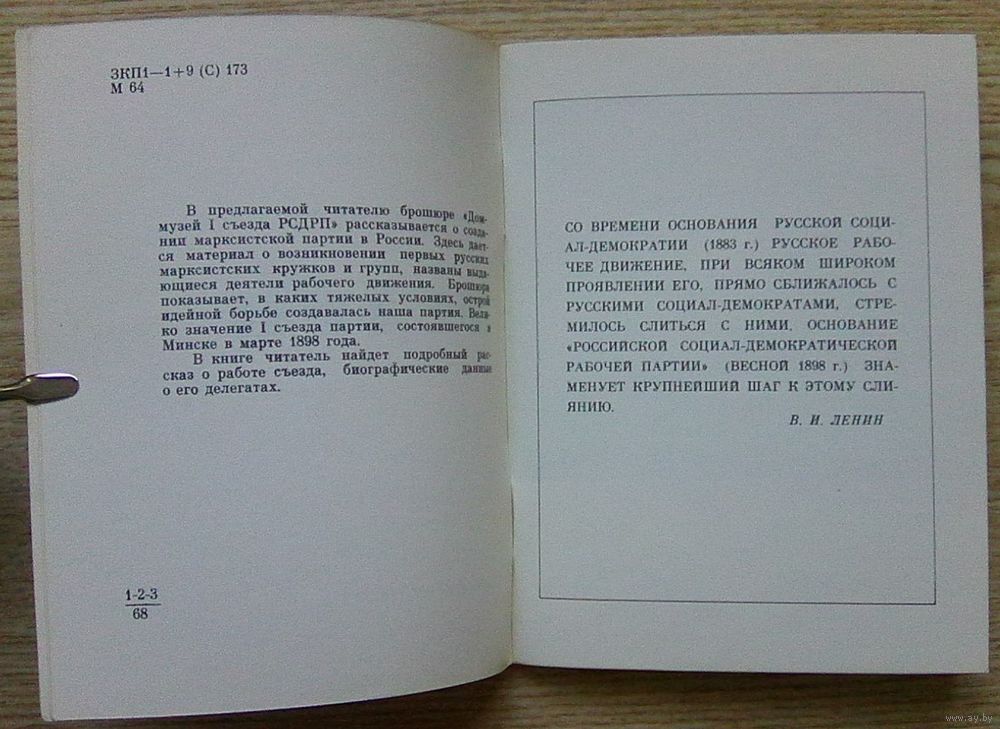 ЗКП1—1+9 (С) 173
М 64
В предлагаемой читателю брошюре «Дом-
музей I съезда РСДРП» рассказывается о созда-
нии марксистской партии в России. Здесь дает-
ся материал о возникновении первых русских
марксистских кружков и групп, названы выда-
ющиеся деятели рабочего движения. Брошюра
показывает, в каких тяжелых условиях, острой
идейной борьбе создавалась наша партия. Вели-
ко значение I съезда партии, состоявшегося в
Минске в марте 1898 года.
В книге читатель найдет подробный рас-
сказ о работе съезда, биографические данные
о его делегатах.
1-2-3
68
СО ВРЕМЕНИ ОСНОВАНИЯ РУССКОЙ СОЦИ-
АЛ-ДЕМОКРАТИИ (1883 г.) РУССКОЕ РАБО-
ЧЕЕ ДВИЖЕНИЕ, ПРИ ВСЯКОМ ШИРОКОМ
ПРОЯВЛЕНИИ ЕГО, ПРЯМО СБЛИЖАЛОСЬ С
РУССКИМИ СОЦИАЛ-ДЕМОКРАТАМИ, СТРЕ-
МИЛОСЬ СЛИТЬСЯ С НИМИ. ОСНОВАНИЕ
«РОССИЙСКОЙ СОЦИАЛ-ДЕМОКРАТИЧЕСКОЙ
РАБОЧЕЙ ПАРТИИ» (ВЕСНОЙ 1898 г.) ЗНА-
МЕНУЕТ КРУПНЕЙШИЙ ШАГ К ЭТОМУ СЛИ-
ЯНИЮ.
В. И. ЛЕНИН
www.ay.by